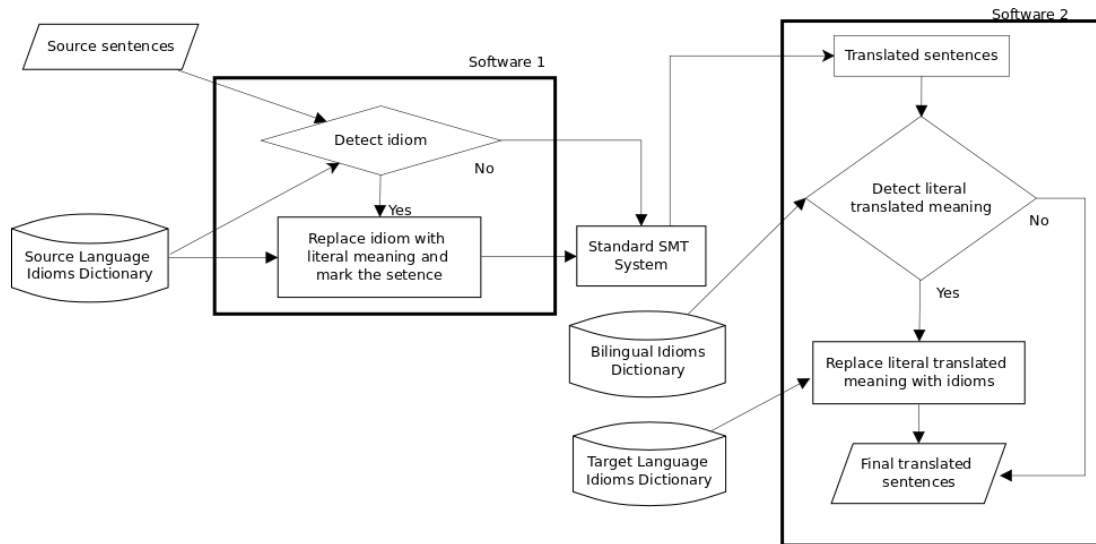 Software 2
Source sentences
Translated sentences
Software 1
Detect idiom
No
Detect literal
translated meaning
No
Yes
Replace idiom with
literal meaning and
mark the setence
Source Language
Idioms Dictionary
Standard SMT
System
Yes
Bilingual Idioms
Dictionary
Replace literal translated
meaning with idioms
Target Language
Idioms Dictionary
Final translated
sentences